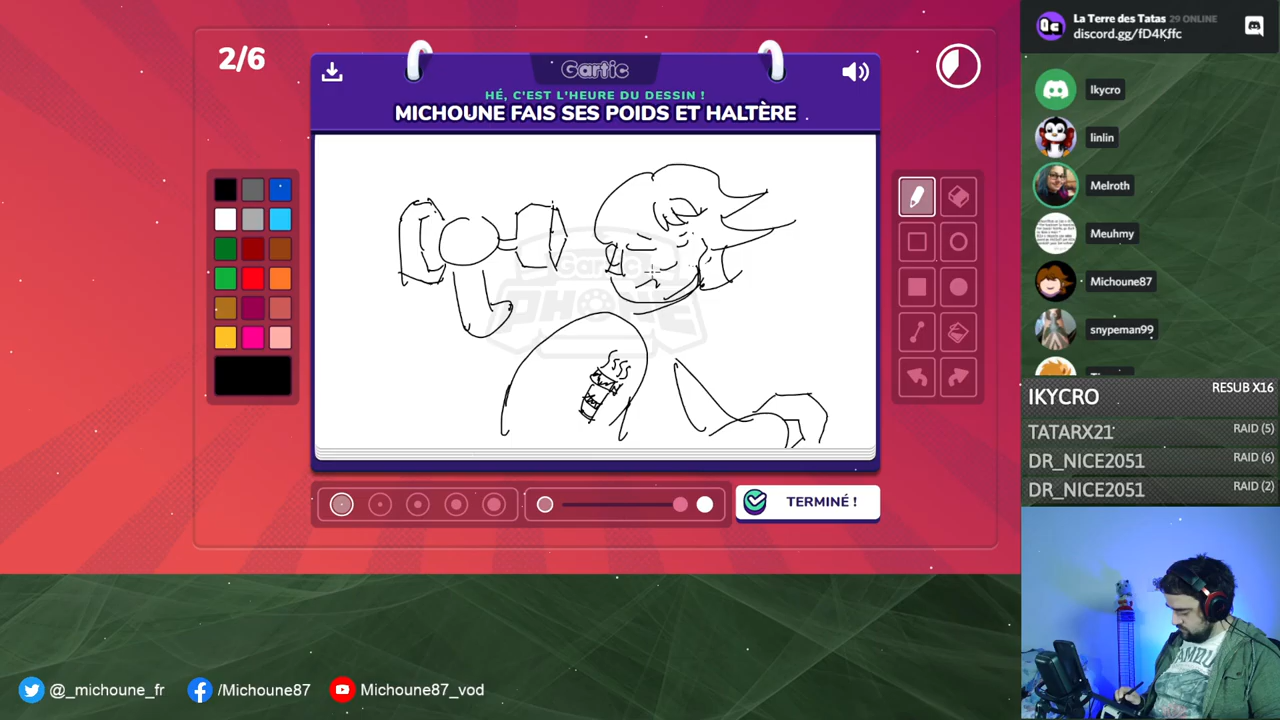 2/6
Gartic
HÉ, C'EST L'HEURE DU DESSIN !
MICHOUNE FAIS SES POIDS ET HALTÈRE
Gartic
PHONE
TERMINÉ !
La Terre des Tatas 29 ONLINE
discord.gg/fD4Kffc
Ikycro
linlin
Melroth
Meuhmy
Michoune87
snypeman99
IKYCRO RESUB X16
TATARX21 RAID (5)
DR_NICE2051 RAID (6)
DR_NICE2051 RAID (2)
@_michoune_fr
/Michoune87
Michoune87_vod